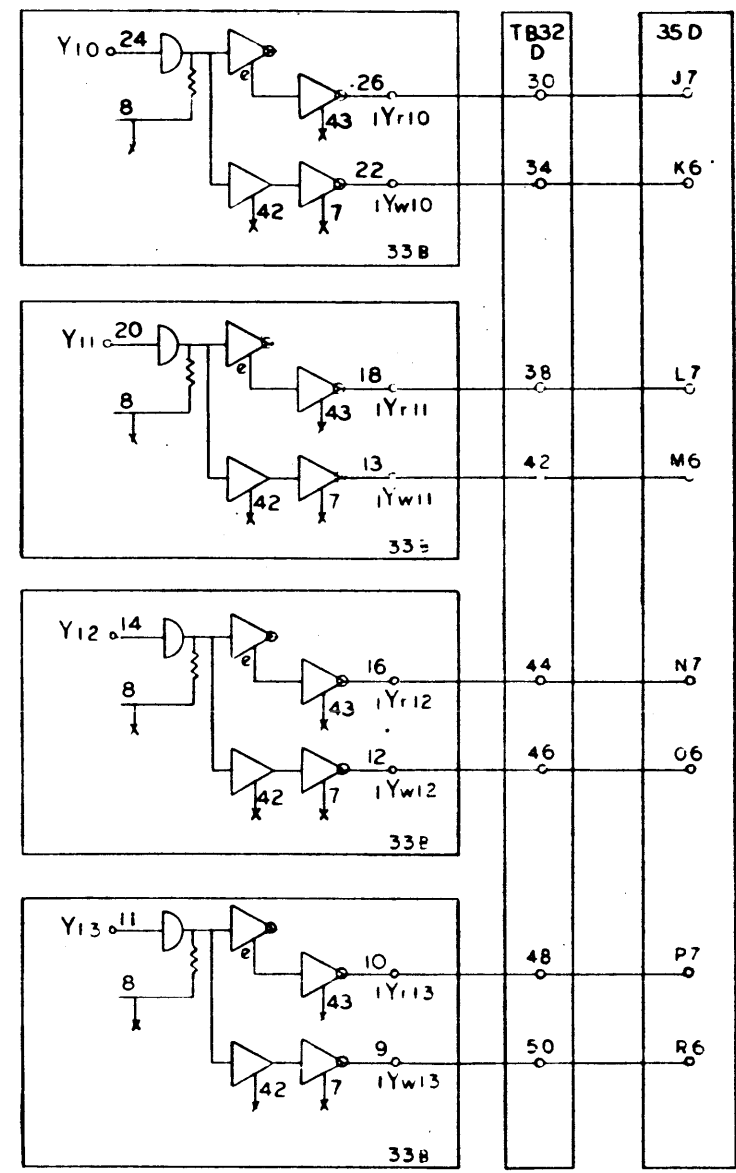 TB32 35D
D
Y10 24 26 30 J7
e
8 43 1Yr10
22 34 K6
42 7 1Yw10
33B
Y11 20
e 18 38 L7
8 43 1Yr11
13 42 M6
42 7 1Yw11
Y12 14
e 16 44 N7
8 43 1Yr12
12 46 O6
42 7 1Yw12
Y13 11
e 10 48 P7
8 43 1Yr13
9 50 R6
42 7 1Yw13
33B